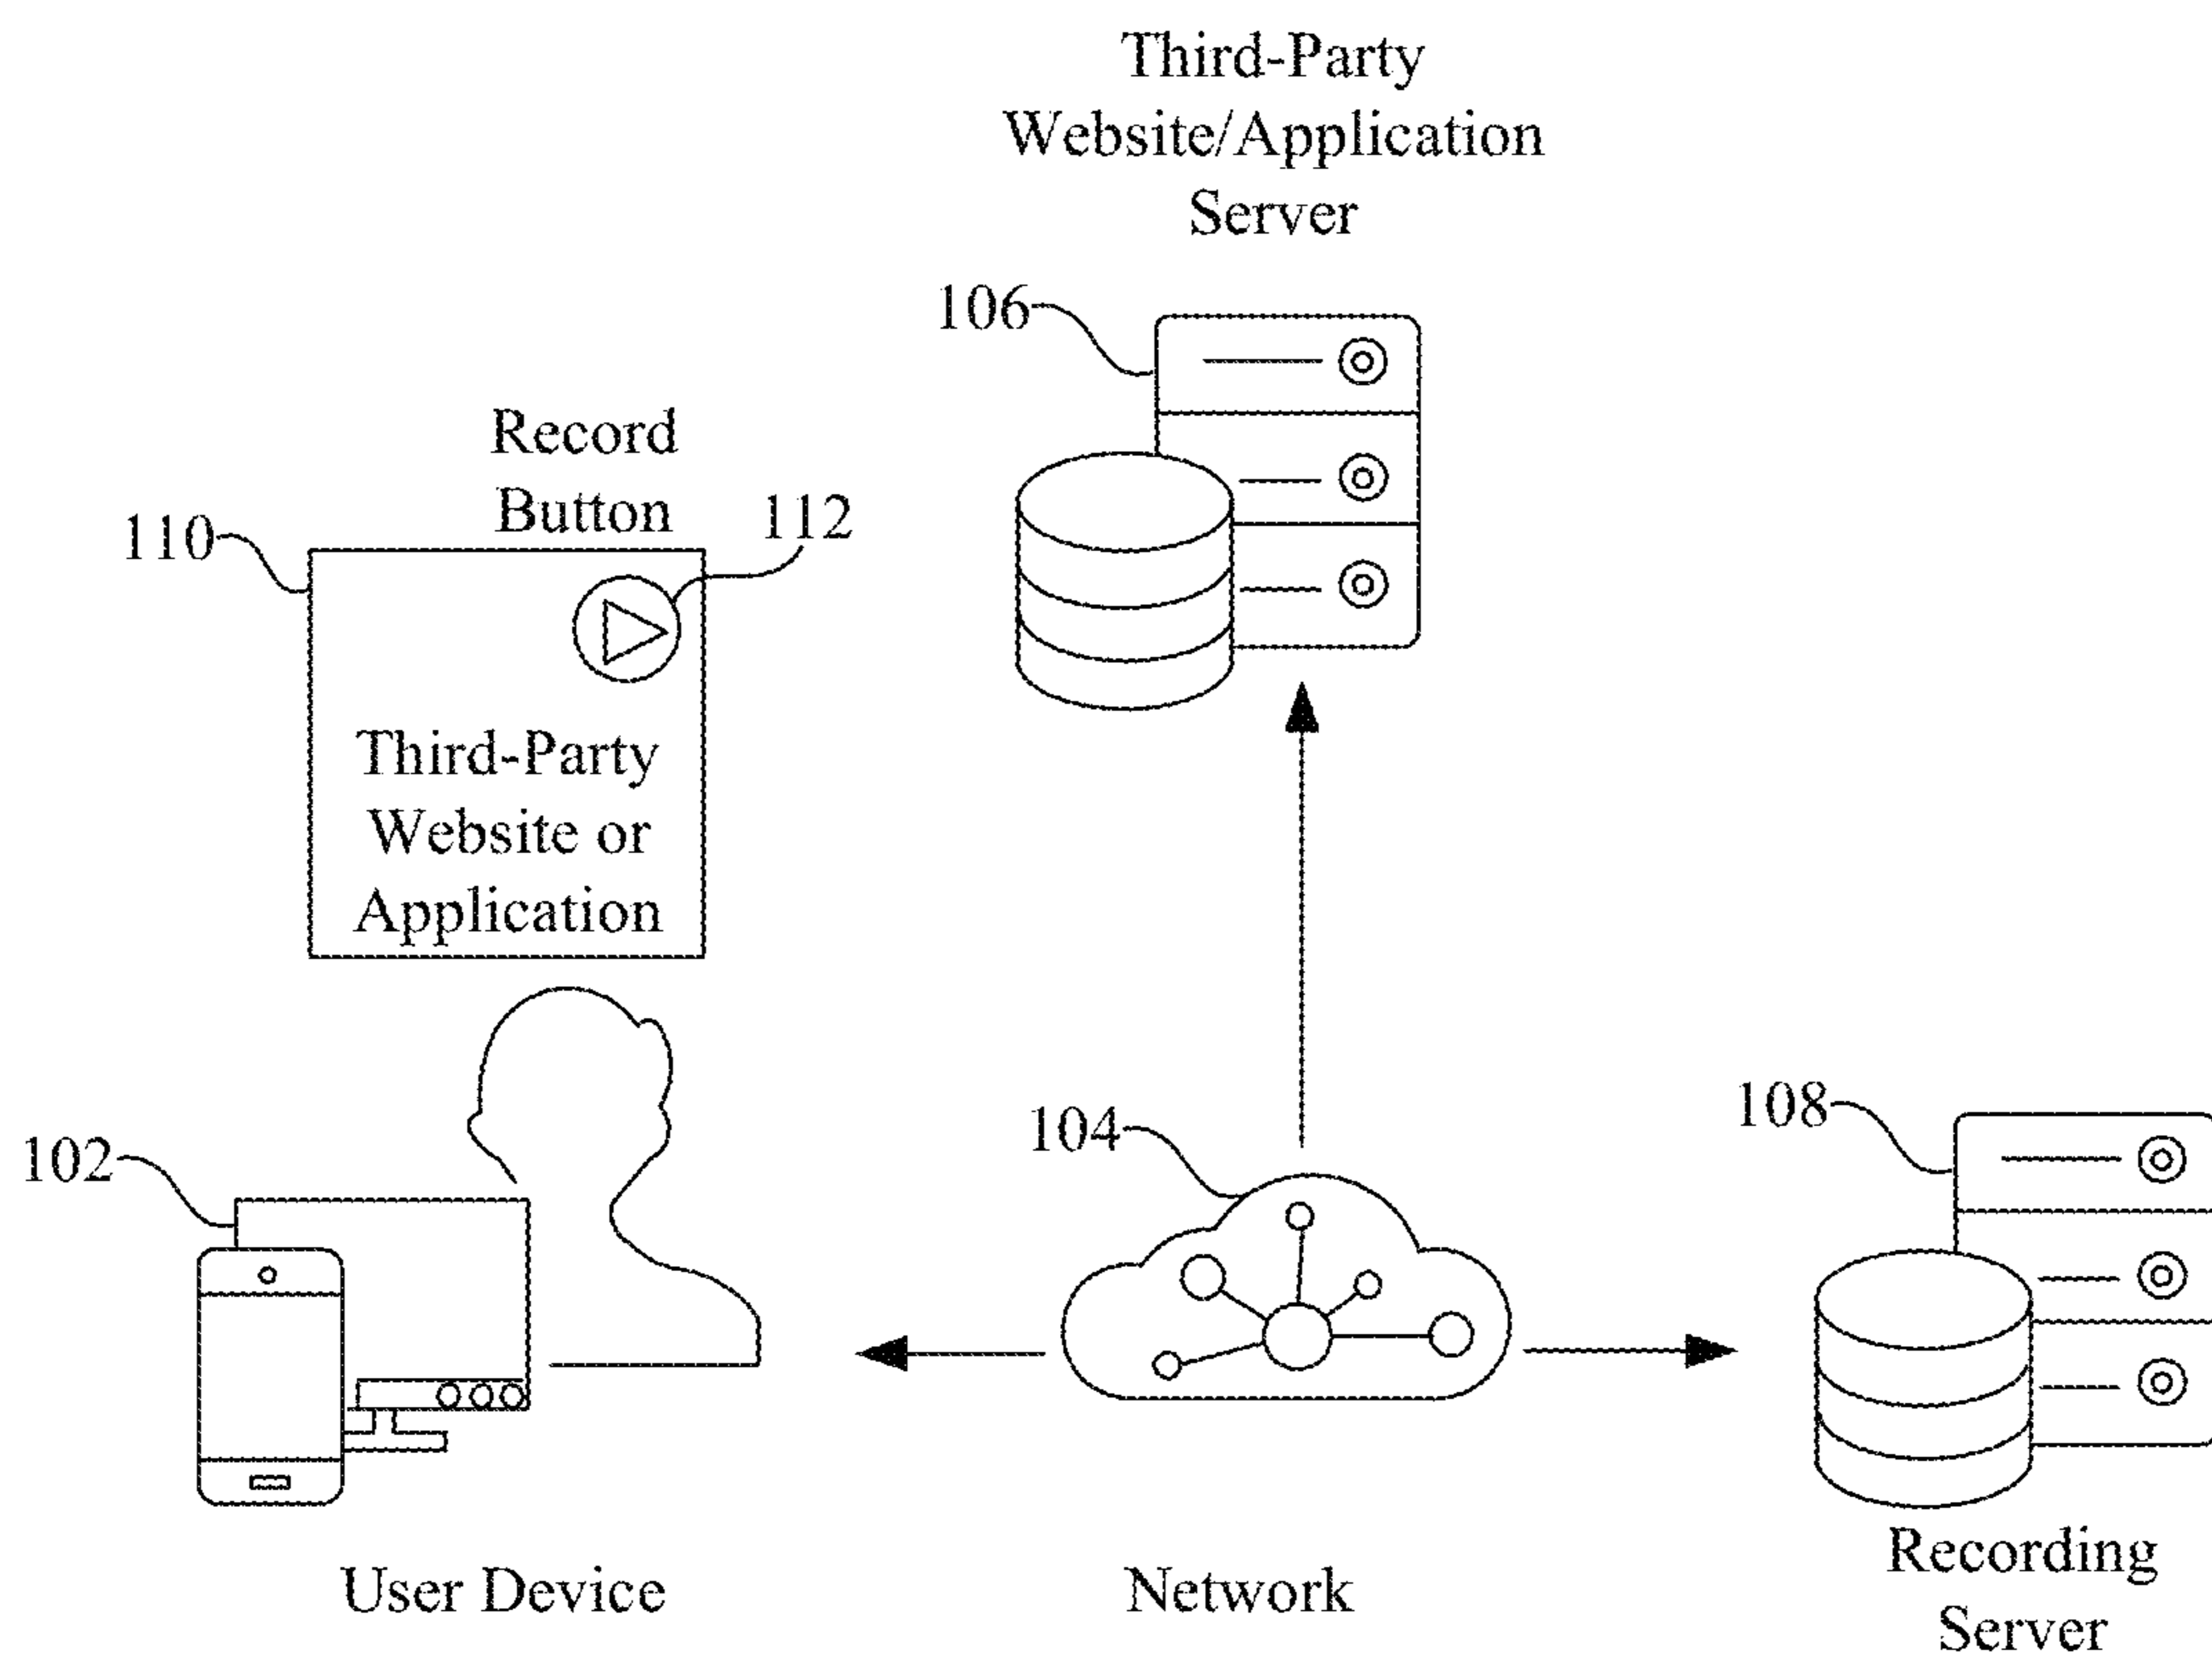 Third-Party
Website/Application
Server
106
Record
Button
112
110
Third-Party
Website or
Application
102
104
108
User Device
Network
Recording
Server